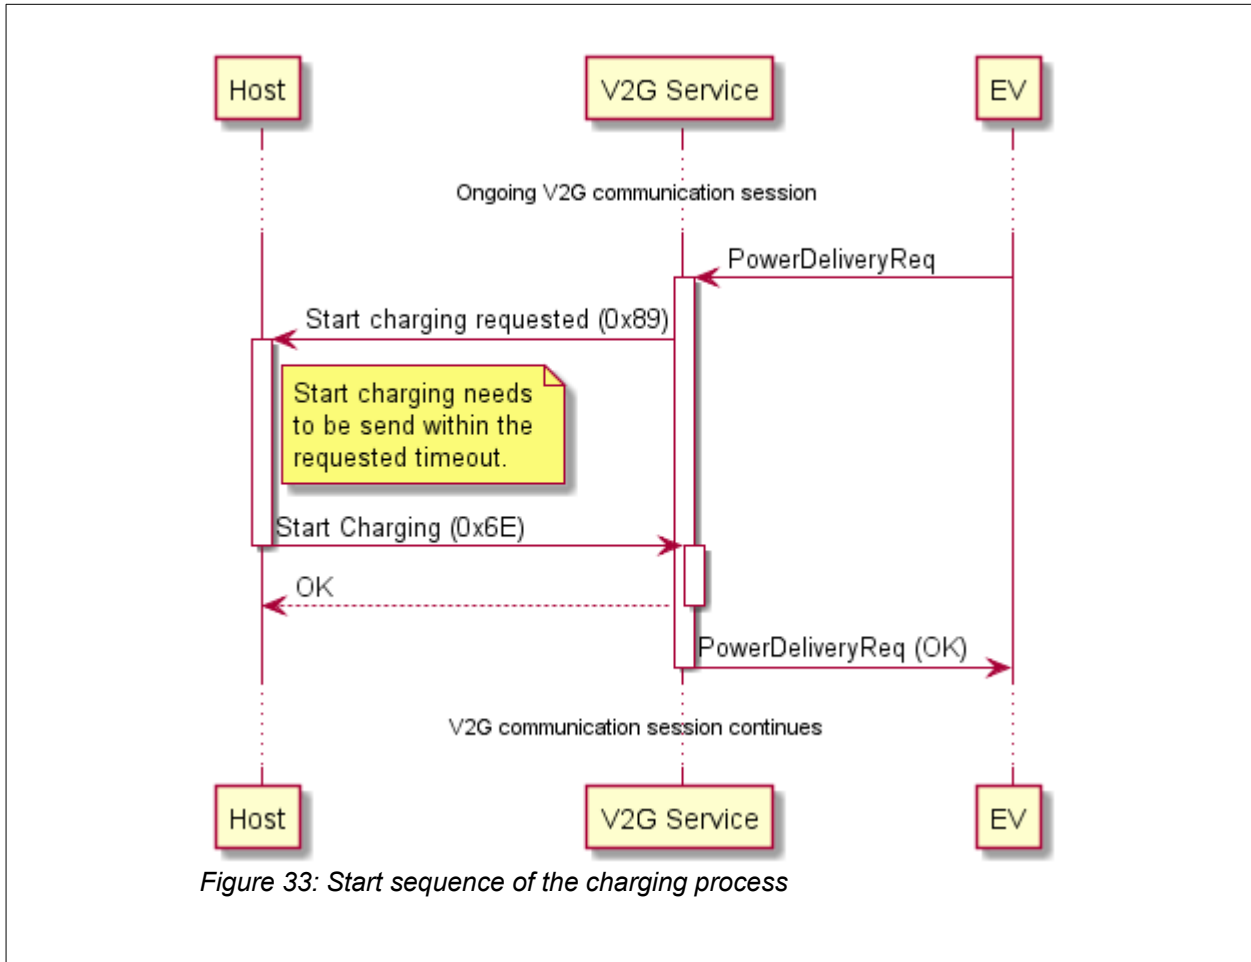 Host
V2G Service
EV
Ongoing V2G communication session
PowerDeliveryReq
Start charging requested (0x89)
Start charging needs
to be send within the
requested timeout.
Start Charging (0x6E)
OK
PowerDeliveryReq (OK)
V2G communication session continues
Host
V2G Service
EV
Figure 33: Start sequence of the charging process